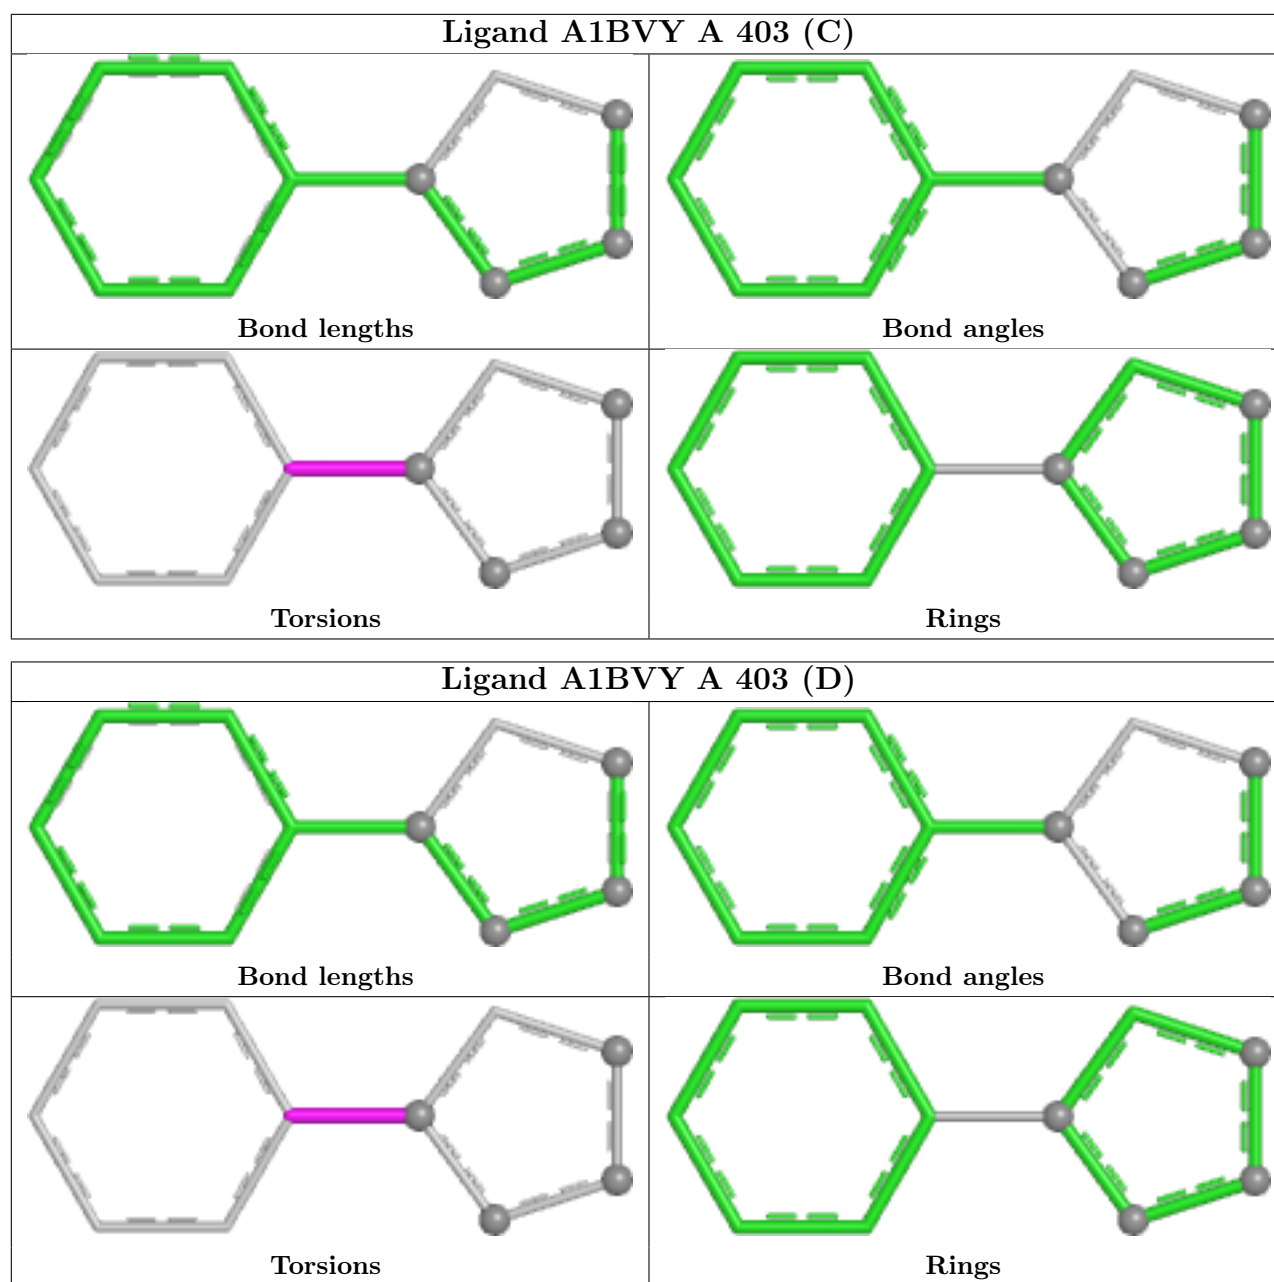 Ligand A1BVY A 403 (C)
Bond lengths Bond angles
Torsions Rings
Ligand A1BVY A 403 (D)
Bond lengths Bond angles
Torsions Rings